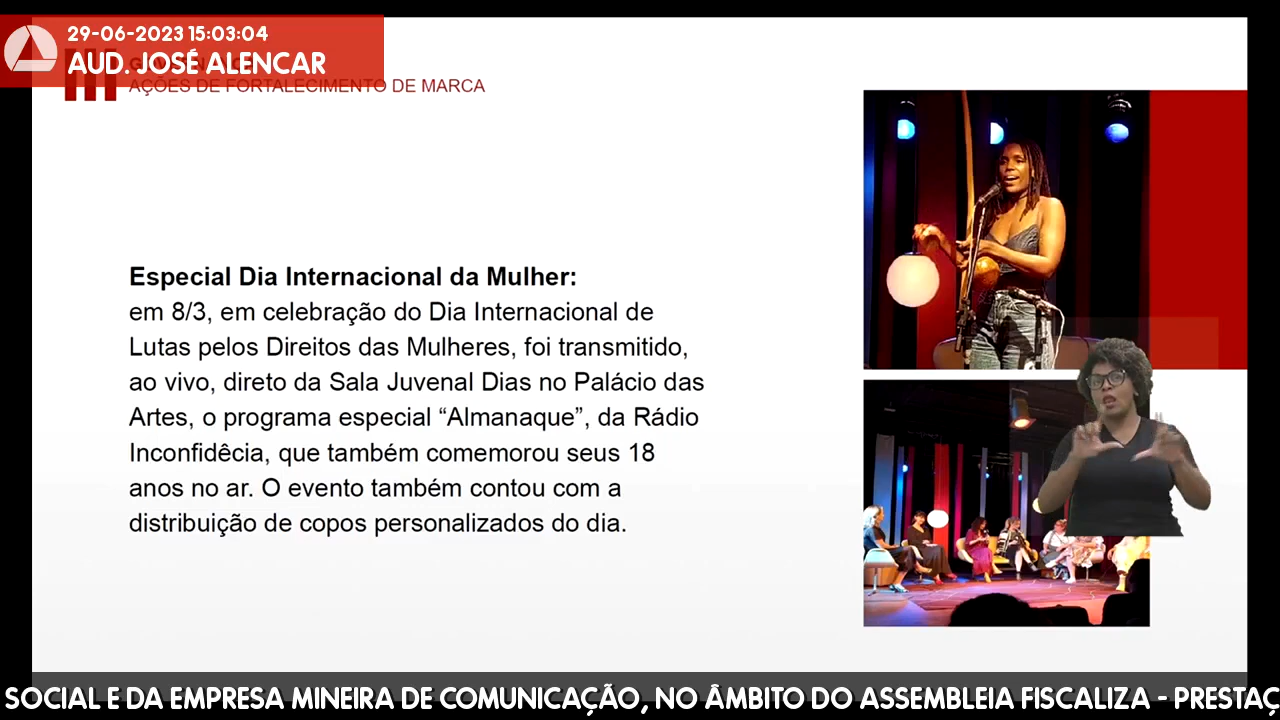 29-06-2023 15:03:04
AUD. JOSÉ ALENCAR
AÇÕES DE FORTALECIMENTO DE MARCA
Especial Dia Internacional da Mulher:
em 8/3, em celebração do Dia Internacional de
Lutas pelos Direitos das Mulheres, foi transmitido,
ao vivo, direto da Sala Juvenal Dias no Palácio das
Artes, o programa especial “Almanaque”, da Rádio
Inconfidêcia, que também comemorou seus 18
anos no ar. O evento também contou com a
distribuição de copos personalizados do dia.
SOCIAL E DA EMPRESA MINEIRA DE COMUNICAÇÃO, NO ÂMBITO DO ASSEMBLEIA FISCALIZA - PRESTAÇ